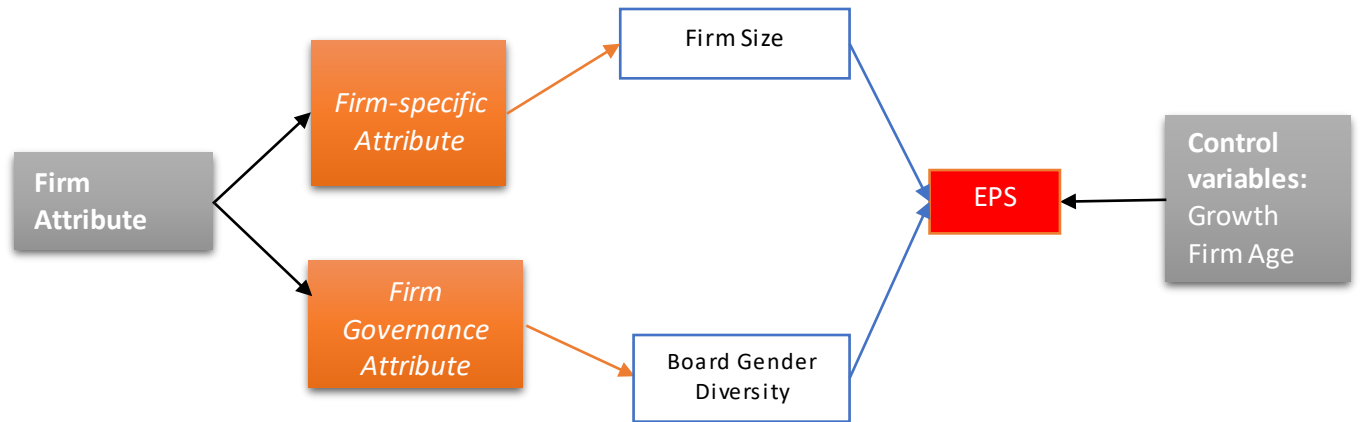 Firm
Attribute
Firm-specific
Attribute
Firm
Governance
Attribute
Firm Size
Board Gender
Diversity
EPS
Control
variables:
Growth
Firm Age